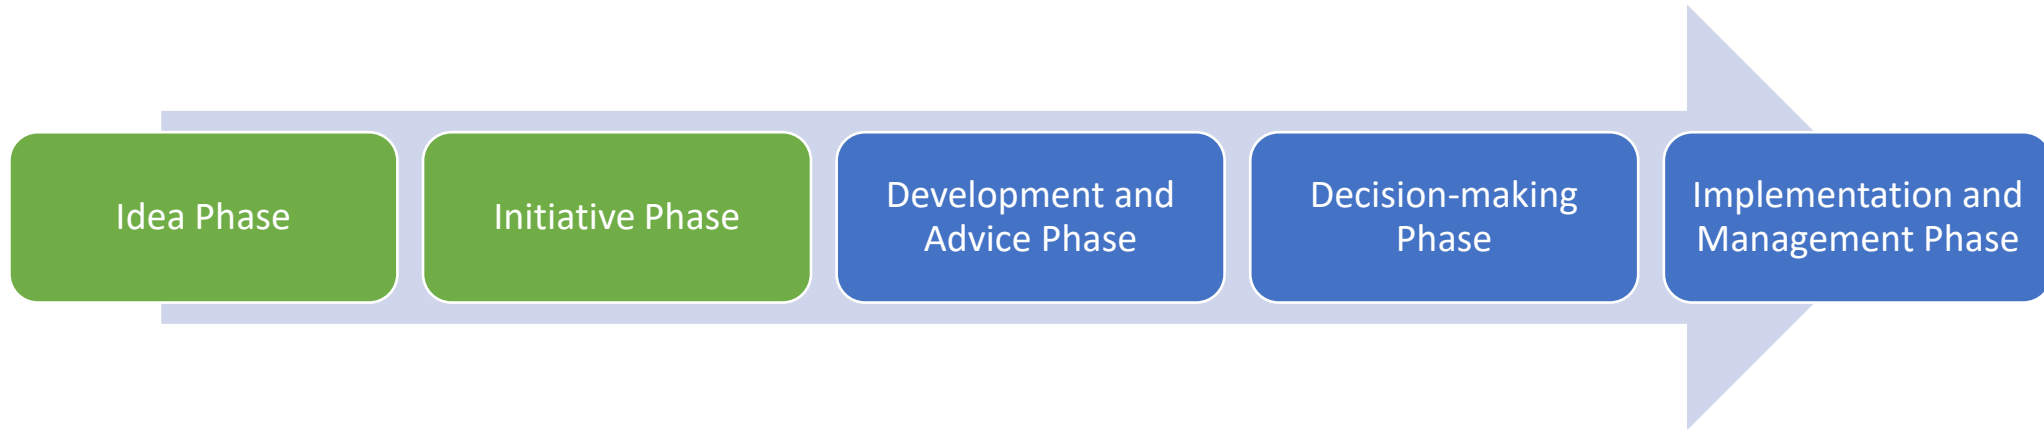 Idea Phase
Initiative Phase
Development and
Advice Phase
Decision-making
Phase
Implementation and
Management Phase